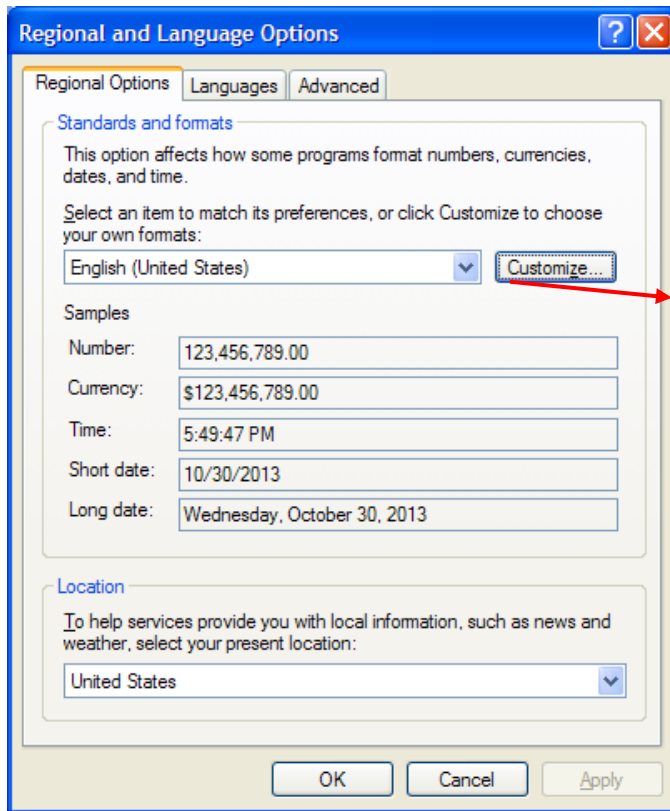 Regional and Language Options
Regional Options Languages Advanced
Standards and formats
This option affects how some programs format numbers, currencies,
dates, and time.
Select an item to match its preferences, or click Customize to choose
your own formats:
English (United States) Customize...
Samples
Number: 123,456,789.00
Currency: $123,456,789.00
Time: 5:49:47 PM
Short date: 10/30/2013
Long date: Wednesday, October 30, 2013
Location
To help services provide you with local information, such as news and
weather, select your present location:
United States
OK Cancel Apply